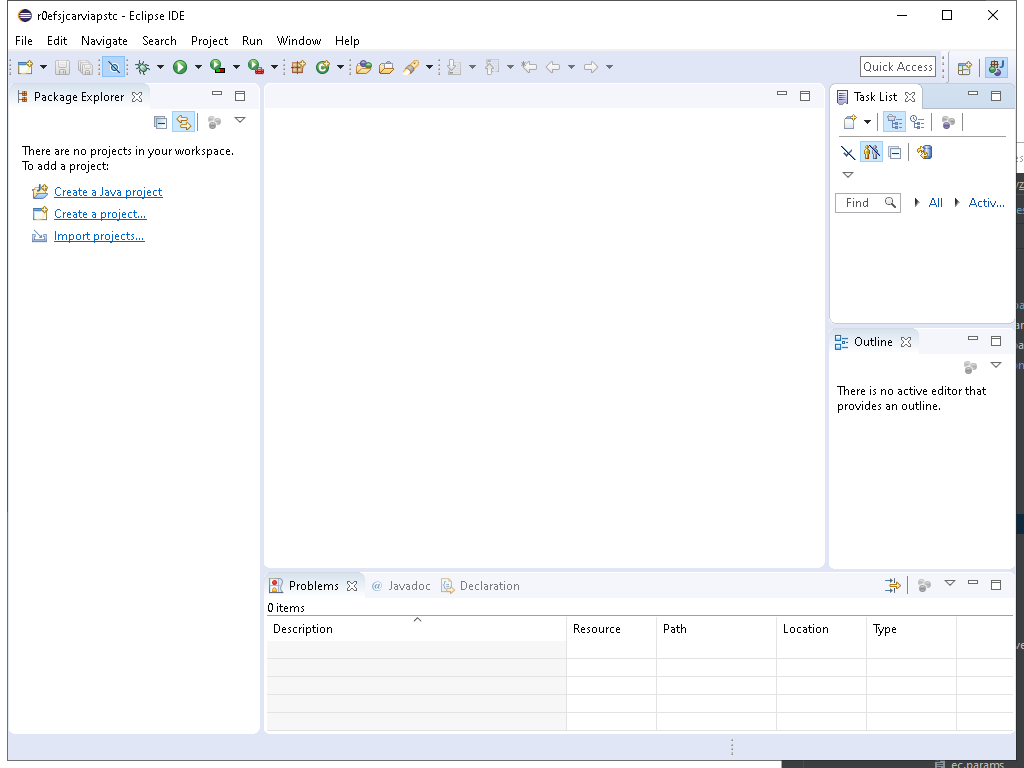 r0efsjcarviapstc - Eclipse IDE
File Edit Navigate Search Project Run Window Help
Quick Access
Package Explorer
There are no projects in your workspace.
To add a project:
Create a Java project
Create a project...
Import projects...
Task List
Find All Activ...
Outline
There is no active editor that
provides an outline.
Problems @ Javadoc Declaration
0 items
Description Resource Path Location Type
ec.params